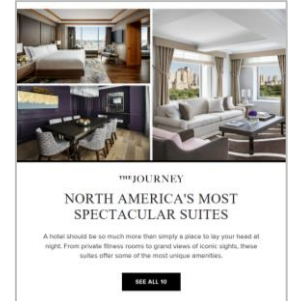 THE JOURNEY
NORTH AMERICA'S MOST
SPECTACULAR SUITES
A hotel should be so much more than simply a place to lay your head at
night. From private fitness rooms to grand views of iconic sights, these
suites offer some of the most unique amenities.
SEE ALL 10